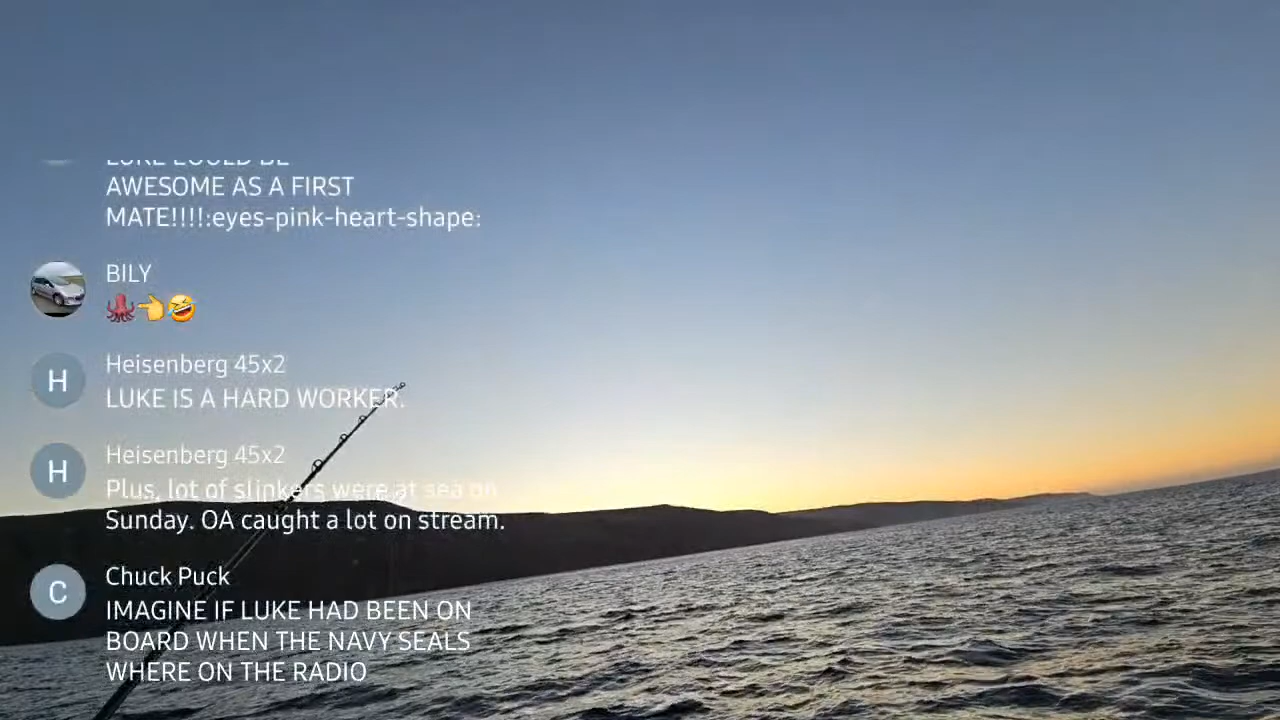 AWESOME AS A FIRST
MATE!!!!:eyes-pink-heart-shape:
BILY
🐙👈🤣
H
Heisenberg 45x2
LUKE IS A HARD WORKER.
H
Heisenberg 45x2
Plus, lot of slinkers were at sea on
Sunday. OA caught a lot on stream.
C
Chuck Puck
IMAGINE IF LUKE HAD BEEN ON
BOARD WHEN THE NAVY SEALS
WHERE ON THE RADIO